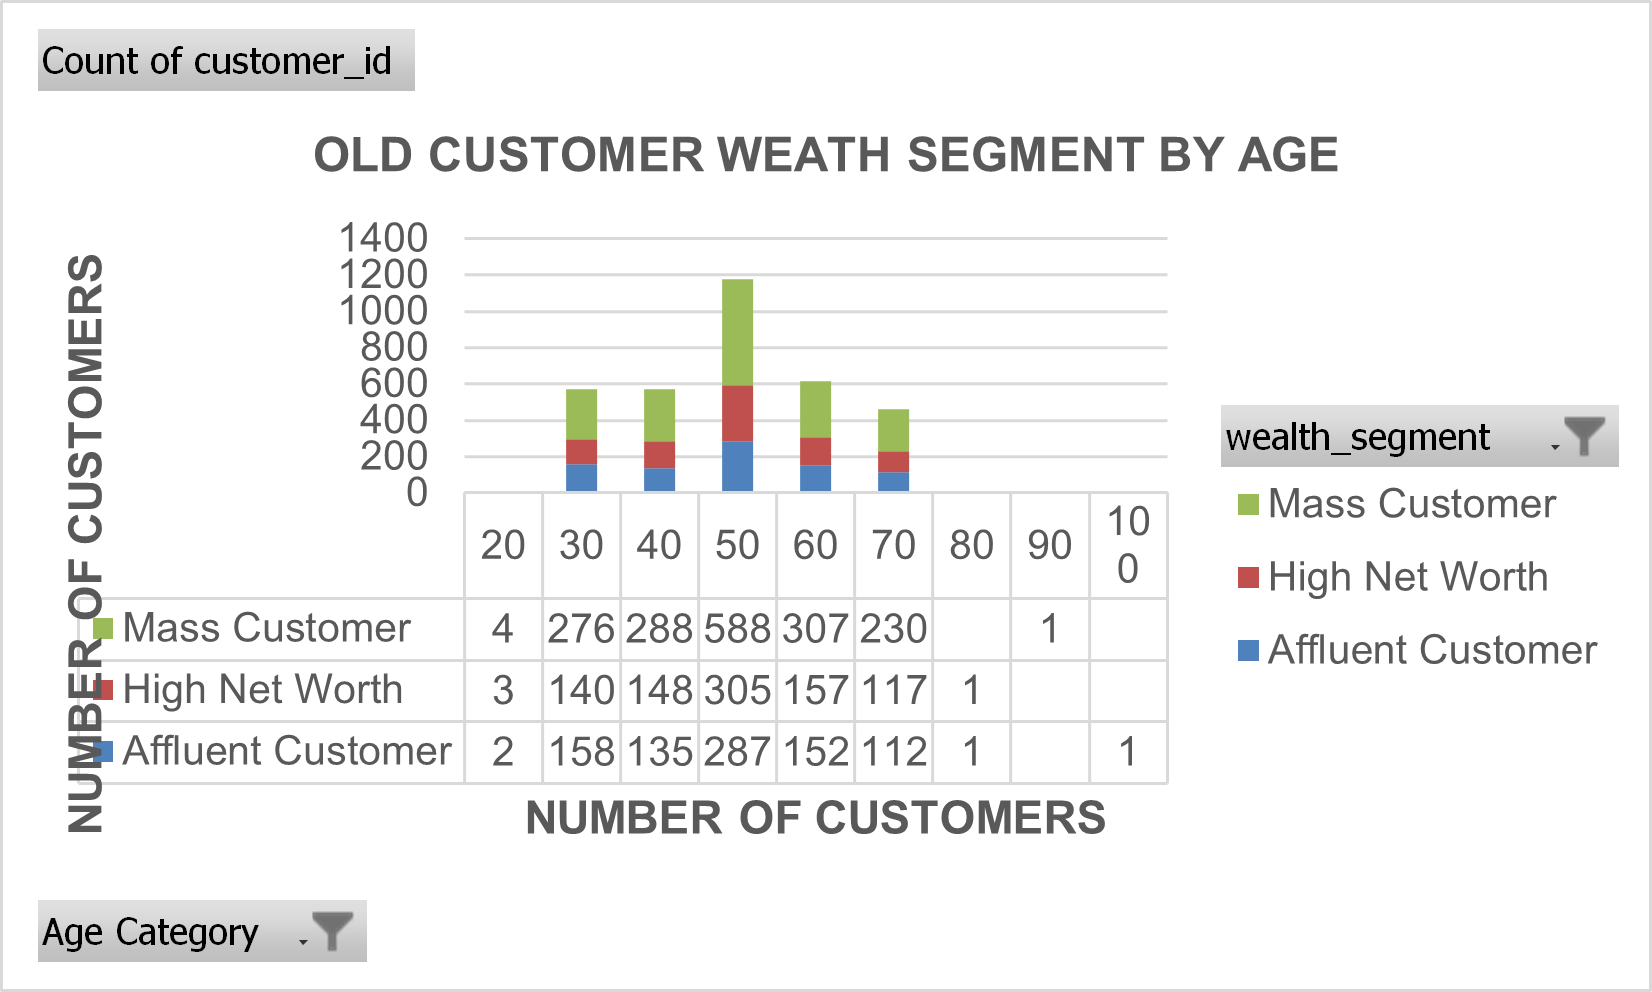 Count of customer_id
OLD CUSTOMER WEATH SEGMENT BY AGE
NUMBER OF CUSTOMERS
1400
1200
1000
800
600
400
200
0
20 30 40 50 60 70 80 90 100
Mass Customer 4 276 288 588 307 230 1
High Net Worth 3 140 148 305 157 117 1
Affluent Customer 2 158 135 287 152 112 1 1
NUMBER OF CUSTOMERS
wealth_segment
Mass Customer
High Net Worth
Affluent Customer
Age Category